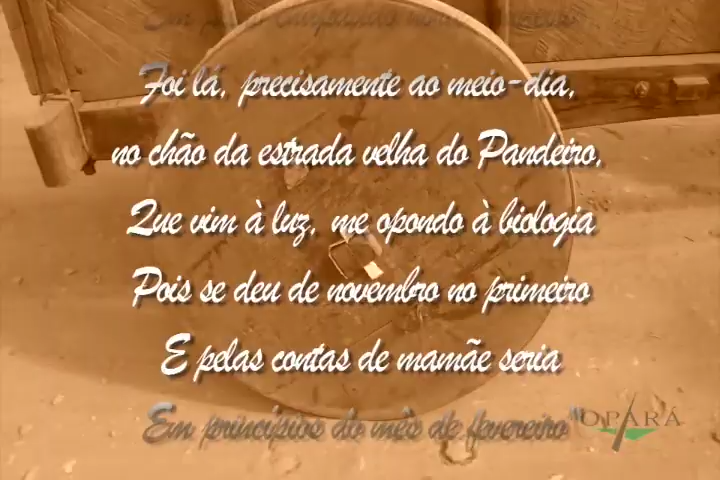 Foi lá, precisamente ao meio-dia,
no chão da estrada velha do Pandeiro,
Que vim à luz, me opondo à biologia
Pois se deu de novembro no primeiro
E pelas contas de mamãe seria
Em princípios do mês de fevereiro"
OPARÁ